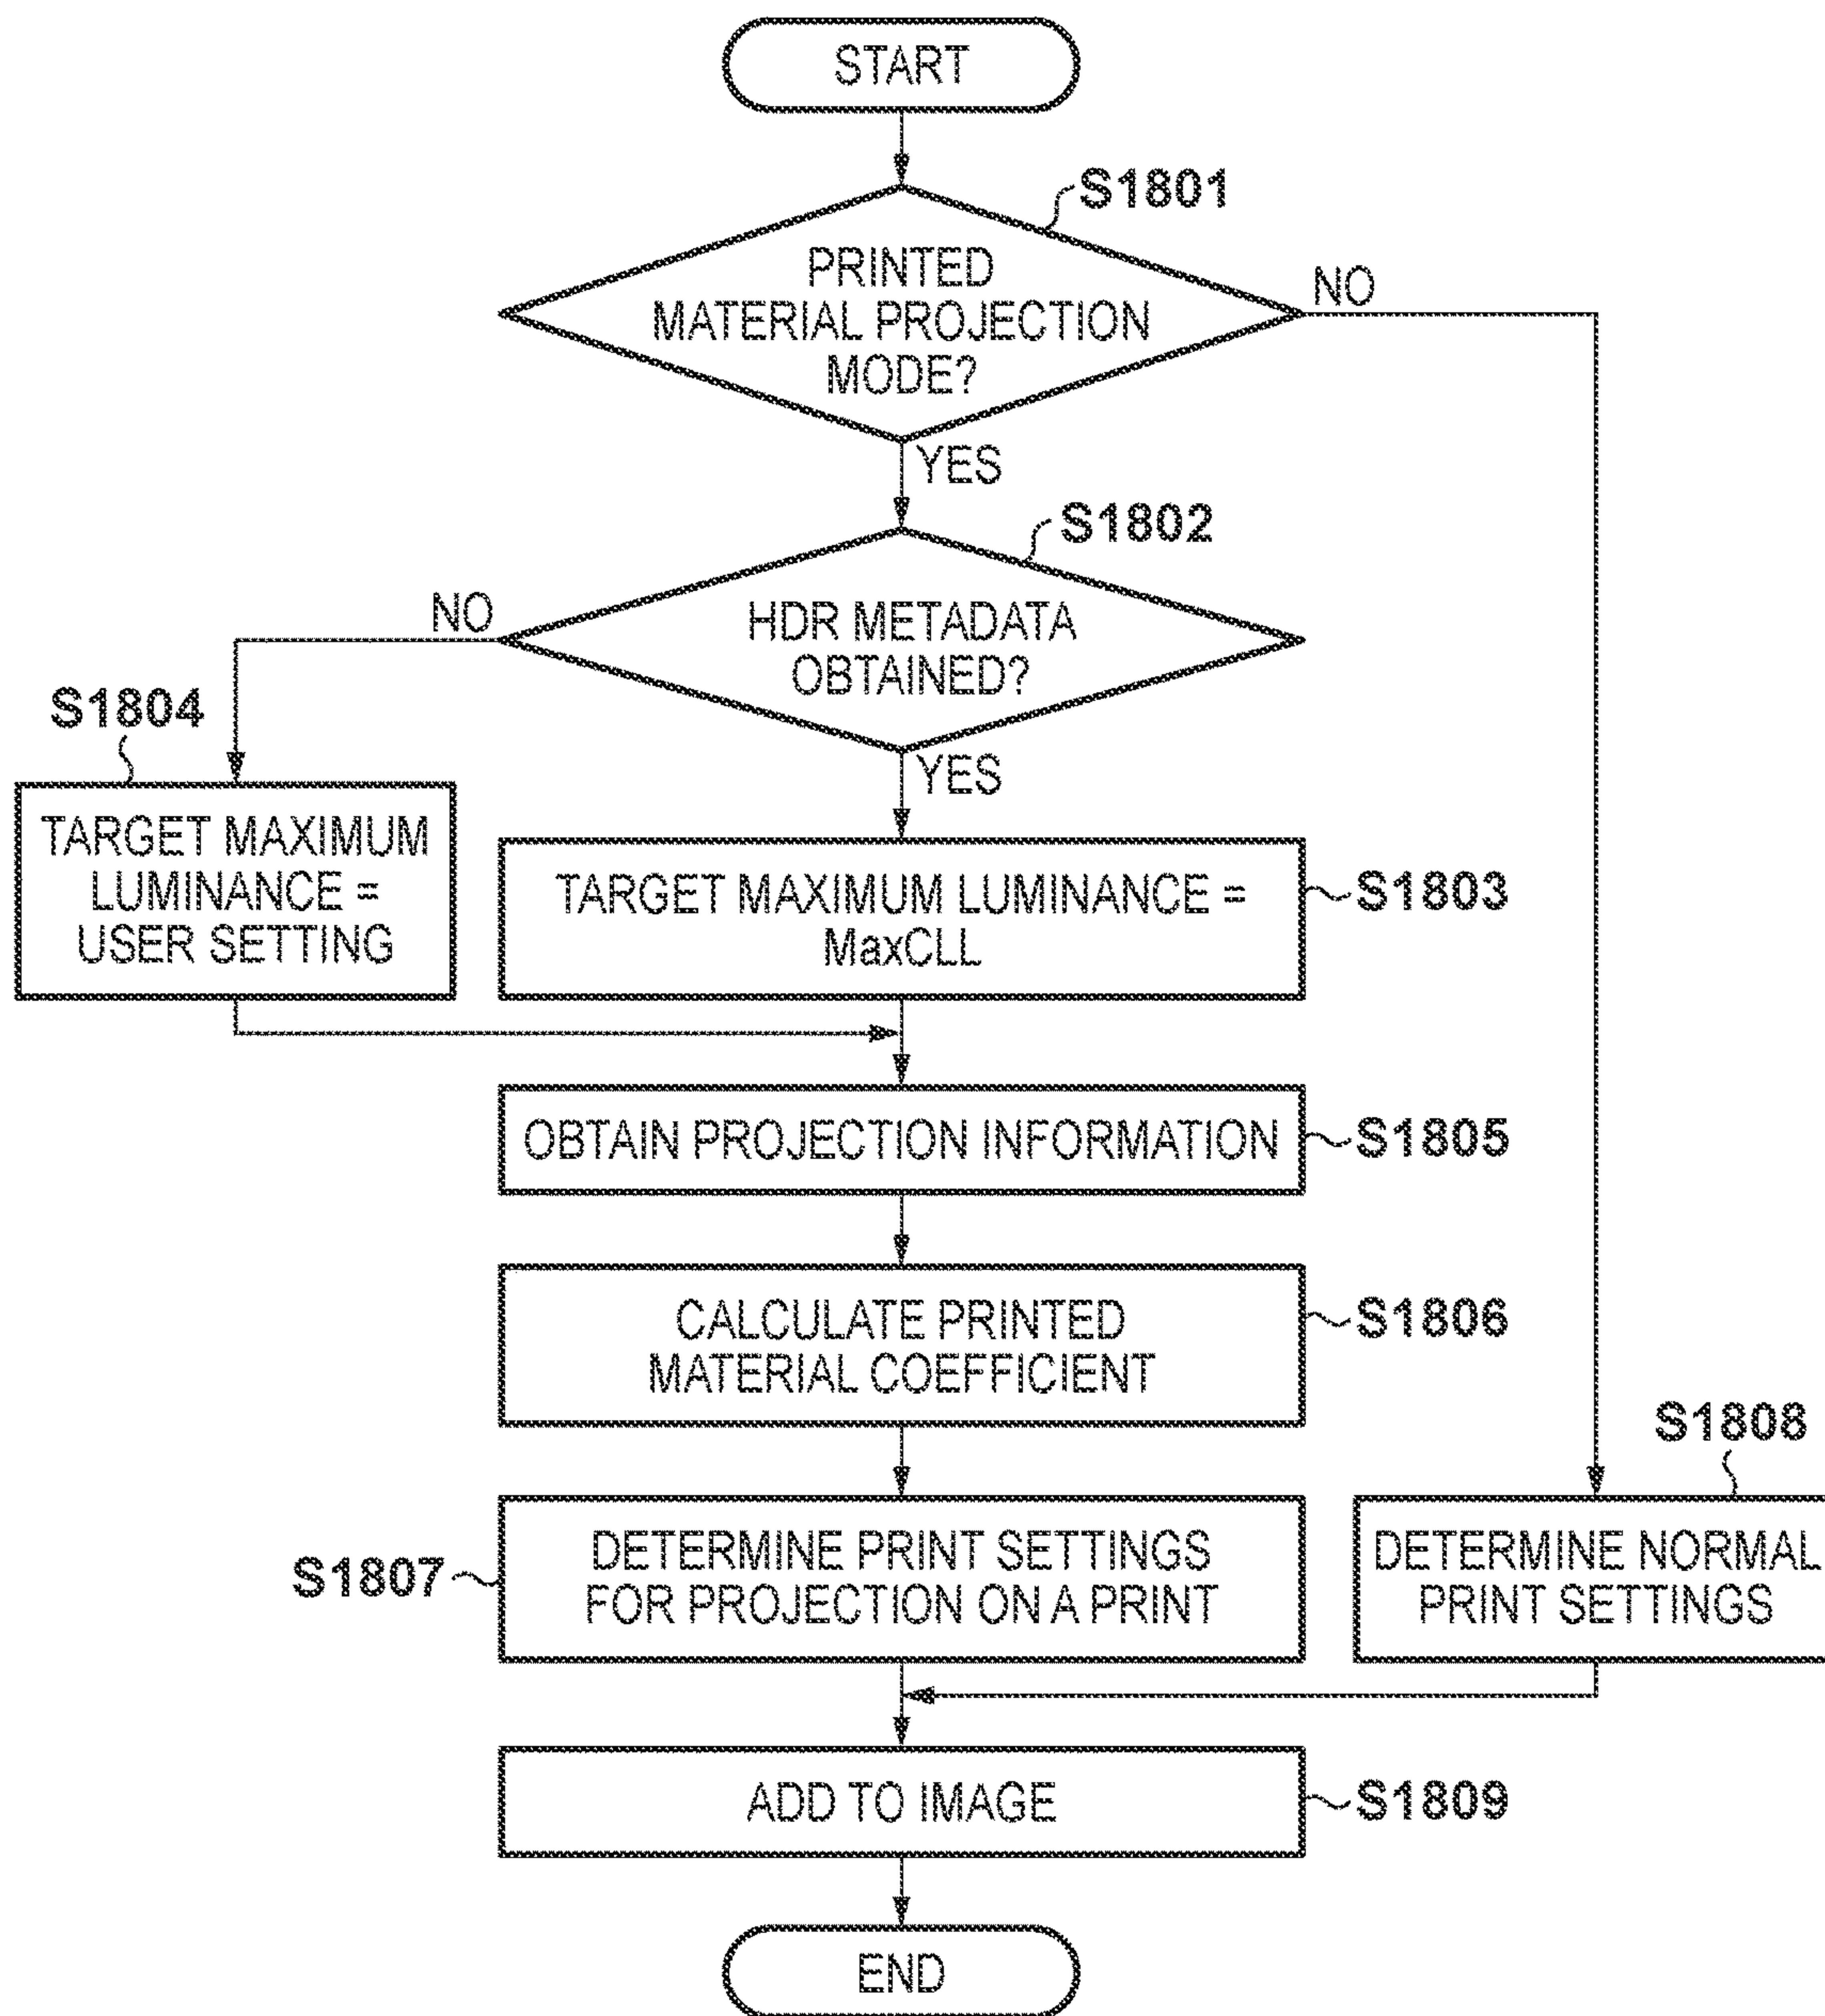 START
S1801
PRINTED
MATERIAL PROJECTION
MODE?
NO
YES
S1802
HDR METADATA
OBTAINED?
NO
YES
S1804
TARGET MAXIMUM
LUMINANCE =
USER SETTING
TARGET MAXIMUM LUMINANCE =
MaxCLL
S1803
OBTAIN PROJECTION INFORMATION
S1805
CALCULATE PRINTED
MATERIAL COEFFICIENT
S1806
S1807
DETERMINE PRINT SETTINGS
FOR PROJECTION ON A PRINT
S1808
DETERMINE NORMAL
PRINT SETTINGS
ADD TO IMAGE
S1809
END